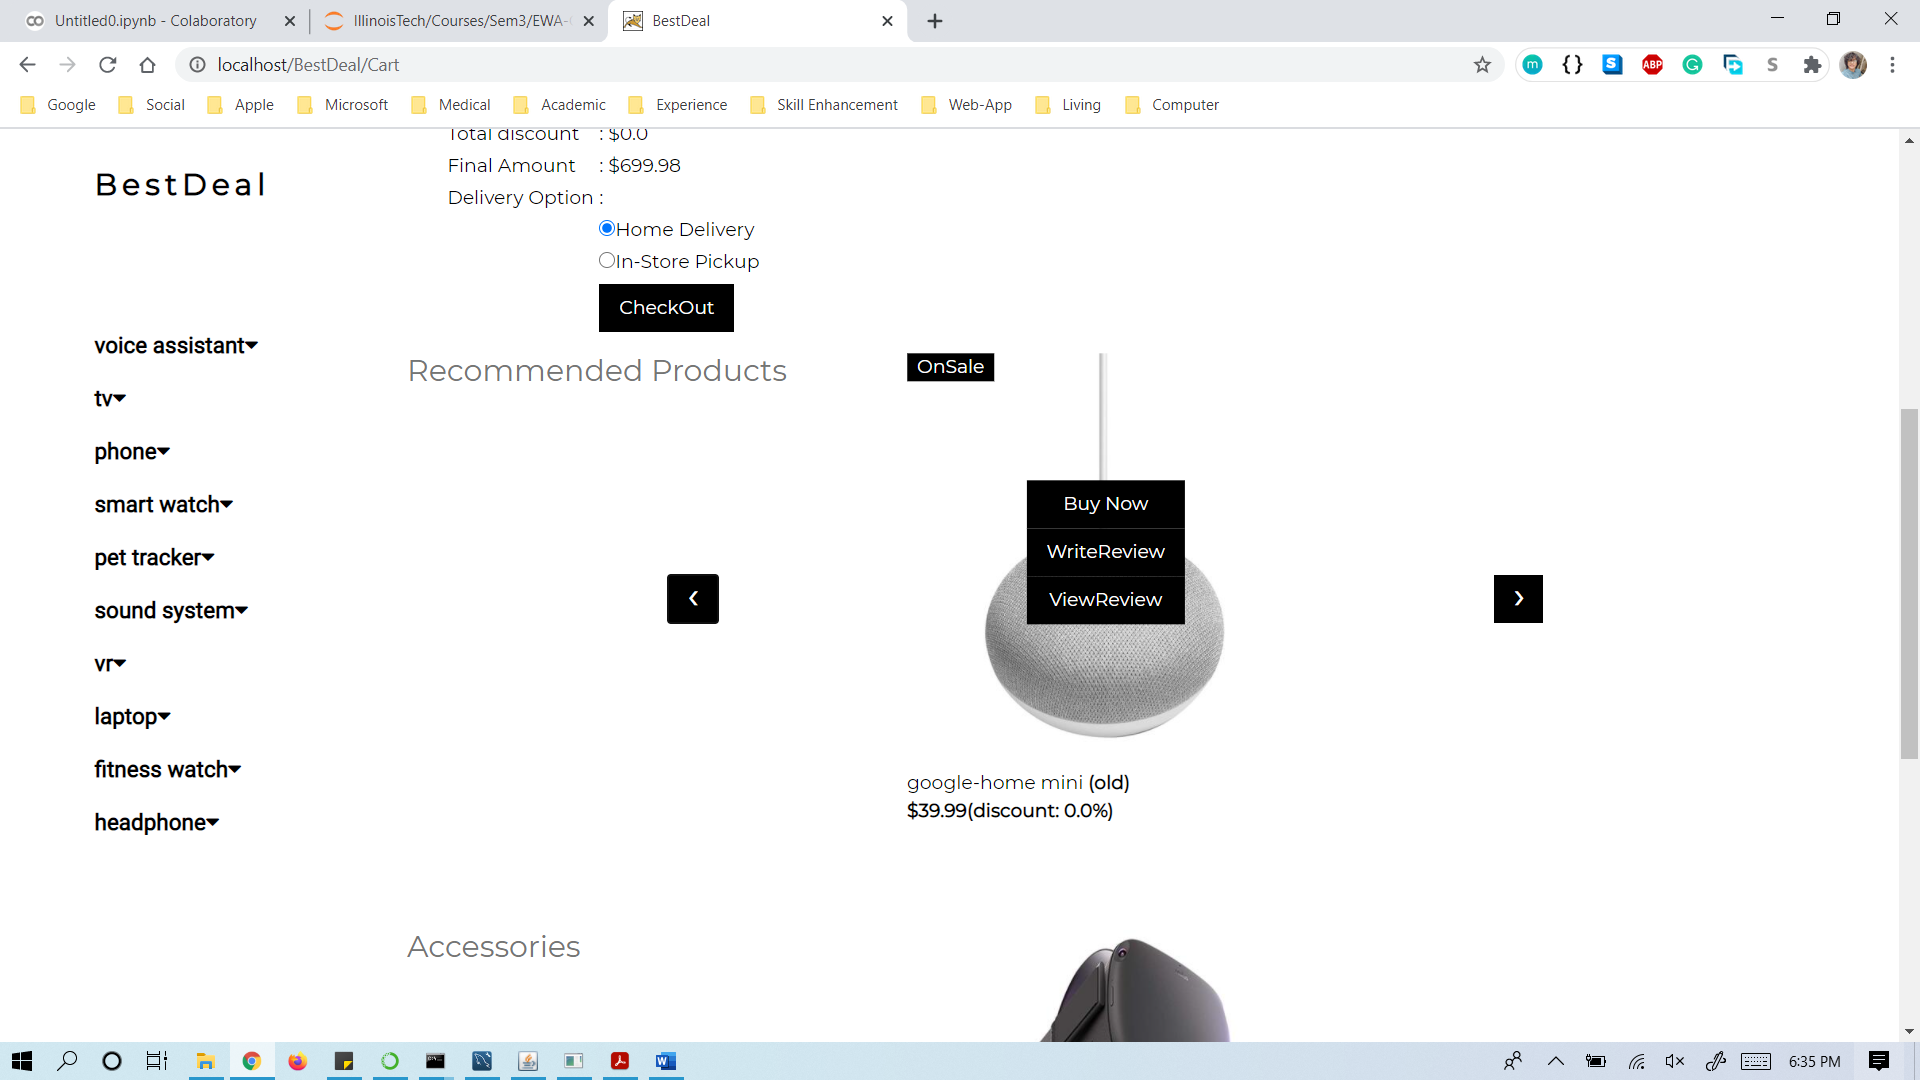 Untitled0.ipynb - Colaboratory
IllinoisTech/Courses/Sem3/EWA-
BestDeal
localhost/BestDeal/Cart
Google
Social
Apple
Microsoft
Medical
Academic
Experience
Skill Enhancement
Web-App
Living
Computer
Total discount : $0.0
Final Amount : $699.98
Delivery Option :
Home Delivery
In-Store Pickup
CheckOut
BestDeal
voice assistant
tv
phone
smart watch
pet tracker
sound system
vr
laptop
fitness watch
headphone
Recommended Products
OnSale
Buy Now
WriteReview
ViewReview
❮
❯
google-home mini (old)
$39.99(discount: 0.0%)
Accessories
6:35 PM